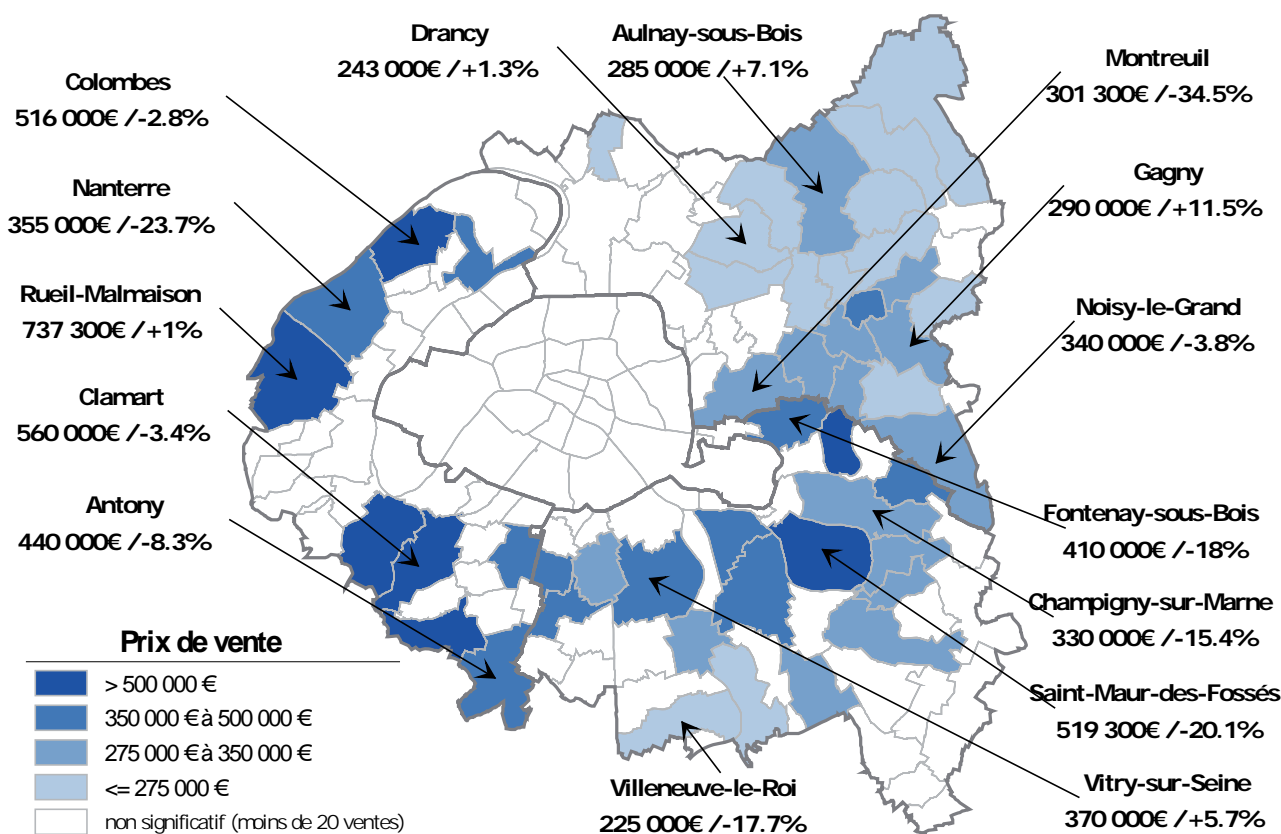 Drancy
243 000€ /+1.3%
Aulnay-sous-Bois
285 000€ /+7.1%
Montreuil
301 300€ /-34.5%
Colombes
516 000€ /-2.8%
Nanterre
355 000€ /-23.7%
Gagny
290 000€ /+11.5%
Rueil-Malmaison
737 300€ /+1%
Noisy-le-Grand
340 000€ /-3.8%
Clamart
560 000€ /-3.4%
Antony
440 000€ /-8.3%
Fontenay-sous-Bois
410 000€ /-18%
Champigny-sur-Marne
330 000€ /-15.4%
Saint-Maur-des-Fossés
519 300€ /-20.1%
Vitry-sur-Seine
370 000€ /+5.7%
Villeneuve-le-Roi
225 000€ /-17.7%
Prix de vente
> 500 000 €
350 000 € à 500 000 €
275 000 € à 350 000 €
<= 275 000 €
non significatif (moins de 20 ventes)